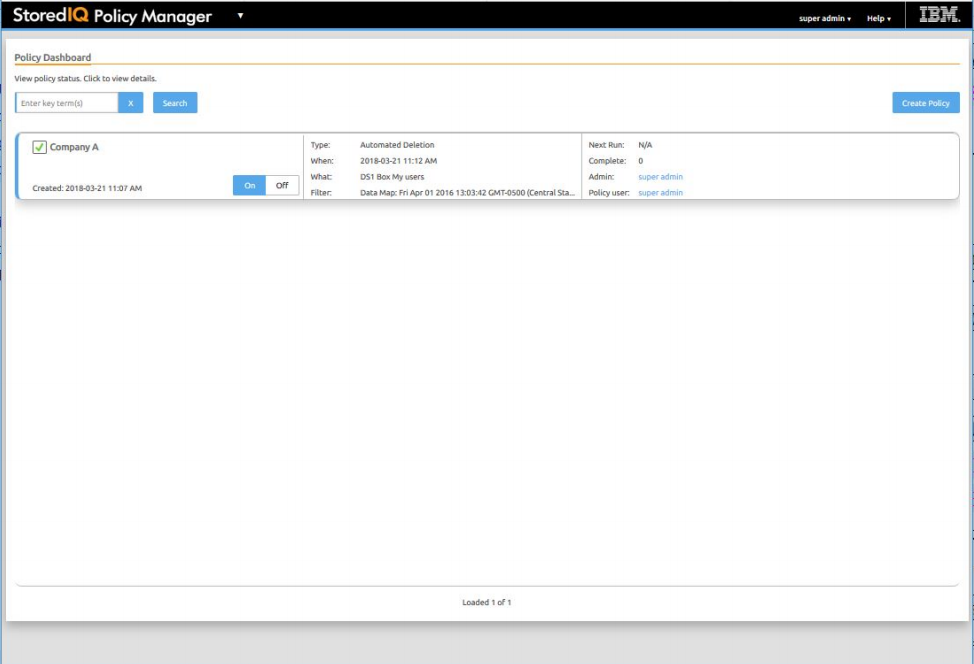 StoredIQ Policy Manager ▼ super admin ▾ Help ▾ IBM.
Policy Dashboard
View policy status. Click to view details.
Enter key term(s) X Search Create Policy
Company A
Created: 2018-03-21 11:07 AM On Off
Type: Automated Deletion
When: 2018-03-21 11:12 AM
What: DS1 Box My users
Filter: Data Map: Fri Apr 01 2016 13:03:42 GMT-0500 (Central Sta...
Next Run: N/A
Complete: 0
Admin: super admin
Policy user: super admin
Loaded 1 of 1